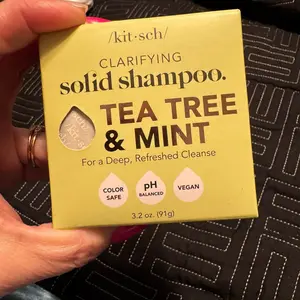 /kit·sch/
CLARIFYING
solid shampoo.
TEA TREE
& MINT
For a Deep, Refreshed Cleanse
COLOR
SAFE
pH
BALANCED
VEGAN
3.2 oz. (91g)